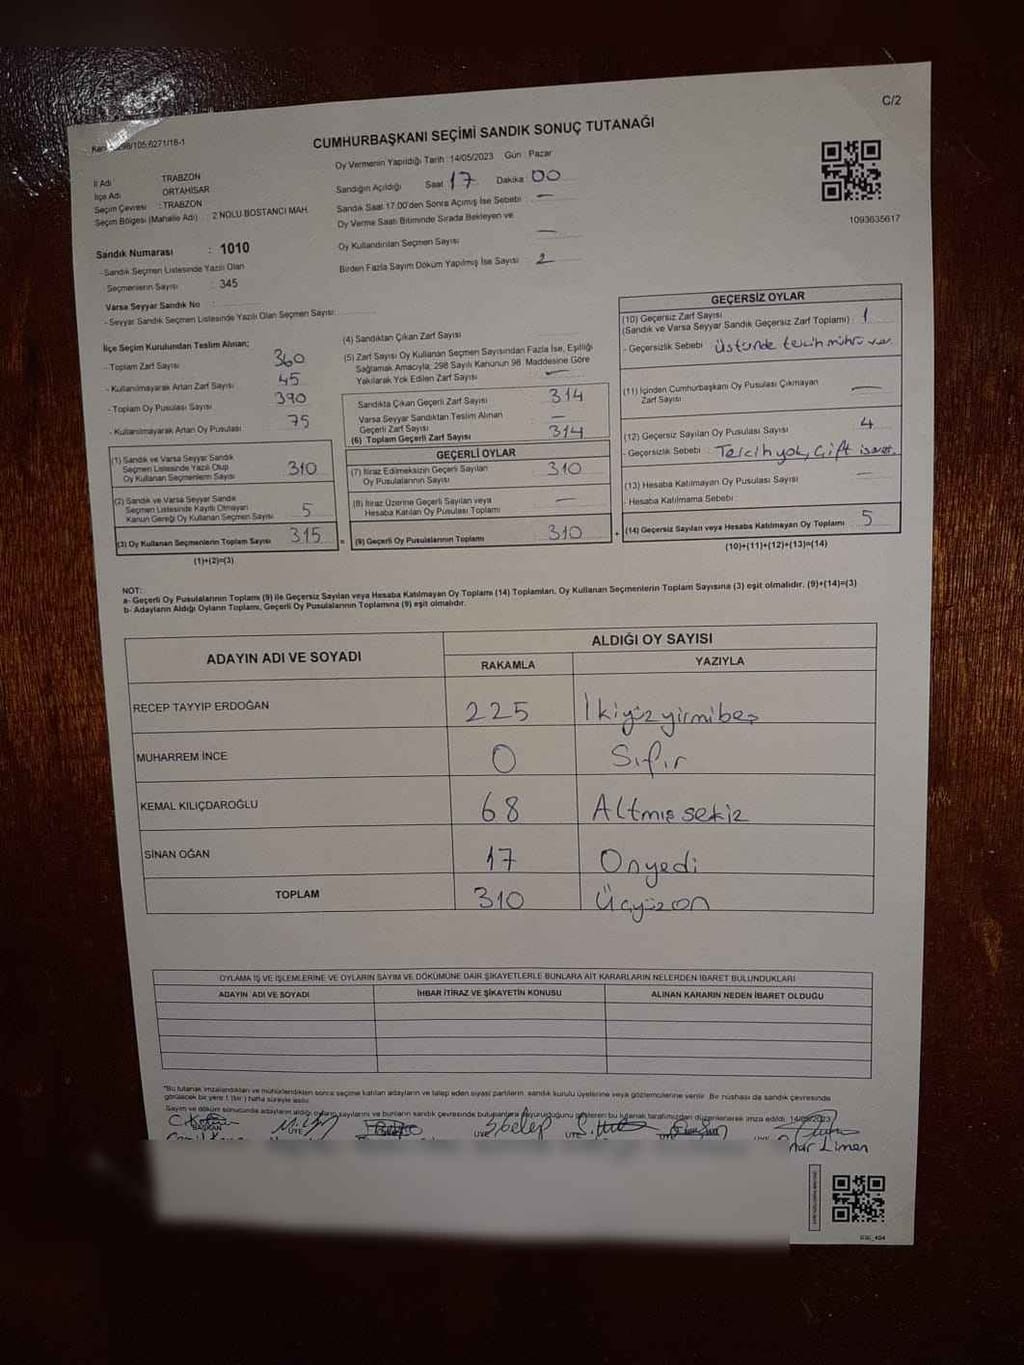 C/2
CUMHURBAŞKANI SEÇİMİ SANDIK SONUÇ TUTANAĞI
Oy Vermenin Yapıldığı Tarih : 14/05/2023 Gün : Pazar
İl Adı : TRABZON
İlçe Adı : ORTAHİSAR
Seçim Çevresi : TRABZON
Seçim Bölgesi (Mahalle Adı) : 2 NOLU BOSTANCI MAH.
Sandık Numarası : 1010
- Sandık Seçmen Listesinde Yazılı Olan
Seçmenlerin Sayısı : 345
Varsa Seyyar Sandık No :
- Seyyar Sandık Seçmen Listesinde Yazılı Olan Seçmen Sayısı:
Sandığın Açıldığı Saat 17 Dakika 00
Sandık Saat 17.00'den Sonra Açılmış İse Sebebi —
Oy Verme Saati Bitiminde Sırada Bekleyen ve
Oy Kullandırılan Seçmen Sayısı —
Birden Fazla Sayım Döküm Yapılmış İse Sayısı 2
1093635617
İlçe Seçim Kurulundan Teslim Alınan;
- Toplam Zarf Sayısı 360
- Kullanılmayarak Artan Zarf Sayısı 45
- Toplam Oy Pusulası Sayısı 390
- Kullanılmayarak Artan Oy Pusulası 75
(1) Sandık ve Varsa Seyyar Sandık
Seçmen Listesinde Yazılı Olup
Oy Kullanan Seçmenlerin Sayısı 310
(2) Sandık ve Varsa Seyyar Sandık
Seçmen Listesinde Kayıtlı Olmayan
Kanun Gereği Oy Kullanan Seçmen Sayısı 5
(3) Oy Kullanan Seçmenlerin Toplam Sayısı 315 =
(1)+(2)=(3)
(4) Sandıktan Çıkan Zarf Sayısı
(5) Zarf Sayısı Oy Kullanan Seçmen Sayısından Fazla İse, Eşitliği
Sağlamak Amacıyla, 298 Sayılı Kanunun 98. Maddesine Göre
Yakılarak Yok Edilen Zarf Sayısı —
Sandıkta Çıkan Geçerli Zarf Sayısı 314
Varsa Seyyar Sandıktan Teslim Alınan
Geçerli Zarf Sayısı —
(6) Toplam Geçerli Zarf Sayısı 314
GEÇERLİ OYLAR
(7) İtiraz Edilmeksizin Geçerli Sayılan
Oy Pusulalarının Sayısı 310
(8) İtiraz Üzerine Geçerli Sayılan veya
Hesaba Katılan Oy Pusulası Toplamı —
(9) Geçerli Oy Pusulalarının Toplamı 310 +
GEÇERSİZ OYLAR
(10) Geçersiz Zarf Sayısı
(Sandık ve Varsa Seyyar Sandık Geçersiz Zarf Toplamı) : 1
- Geçersizlik Sebebi : Üstünde tercih mührü var.
(11) İçinden Cumhurbaşkanı Oy Pusulası Çıkmayan
Zarf Sayısı —
(12) Geçersiz Sayılan Oy Pusulası Sayısı 4
- Geçersizlik Sebebi : Tercih yok, Çift işaret.
(13) Hesaba Katılmayan Oy Pusulası Sayısı —
- Hesaba Katılmama Sebebi :
(14) Geçersiz Sayılan veya Hesaba Katılmayan Oy Toplamı 5
(10)+(11)+(12)+(13)=(14)
NOT:
a- Geçerli Oy Pusulalarının Toplamı (9) ile Geçersiz Sayılan veya Hesaba Katılmayan Oy Toplamı (14) Toplamları, Oy Kullanan Seçmenlerin Toplam Sayısına (3) eşit olmalıdır. (9)+(14)=(3)
b- Adayların Aldığı Oyların Toplamı, Geçerli Oy Pusulalarının Toplamına (9) eşit olmalıdır.
ADAYIN ADI VE SOYADI
ALDIĞI OY SAYISI
RAKAMLA YAZIYLA
RECEP TAYYIP ERDOĞAN 225 İkiyüzyirmibeş
MUHARREM İNCE 0 Sıfır
KEMAL KILIÇDAROĞLU 68 Altmışsekiz
SİNAN OĞAN 17 Onyedi
TOPLAM 310 Üçyüzon
OYLAMA İŞ VE İŞLEMLERİNE VE OYLARIN SAYIM VE DÖKÜMÜNE DAİR ŞİKAYETLERLE BUNLARA AİT KARARLARIN NELERDEN İBARET BULUNDUKLARI
ADAYIN ADI VE SOYADI İHBAR İTİRAZ VE ŞİKAYETİN KONUSU ALINAN KARARIN NEDEN İBARET OLDUĞU
"Bu tutanak imzalandıktan ve mühürlendikten sonra seçime katılan adayların ve talep eden siyasi partilerin sandık kurulu üyelerine veya gözlemcilerine verilir. Bir nüshası da sandık çevresinde
görülecek bir yere 1 (bir) hafta süreyle asılır.
Sayım ve döküm sonucunda adayların aldığı oyların sayılarını ve bunların sandık çevresinde bulunanlara duyurulduğunu gösteren bu tutanak tarafımızdan düzenlenerek imza edildi. 14/05/2023
BAŞKAN ÜYE ÜYE ÜYE
Limen